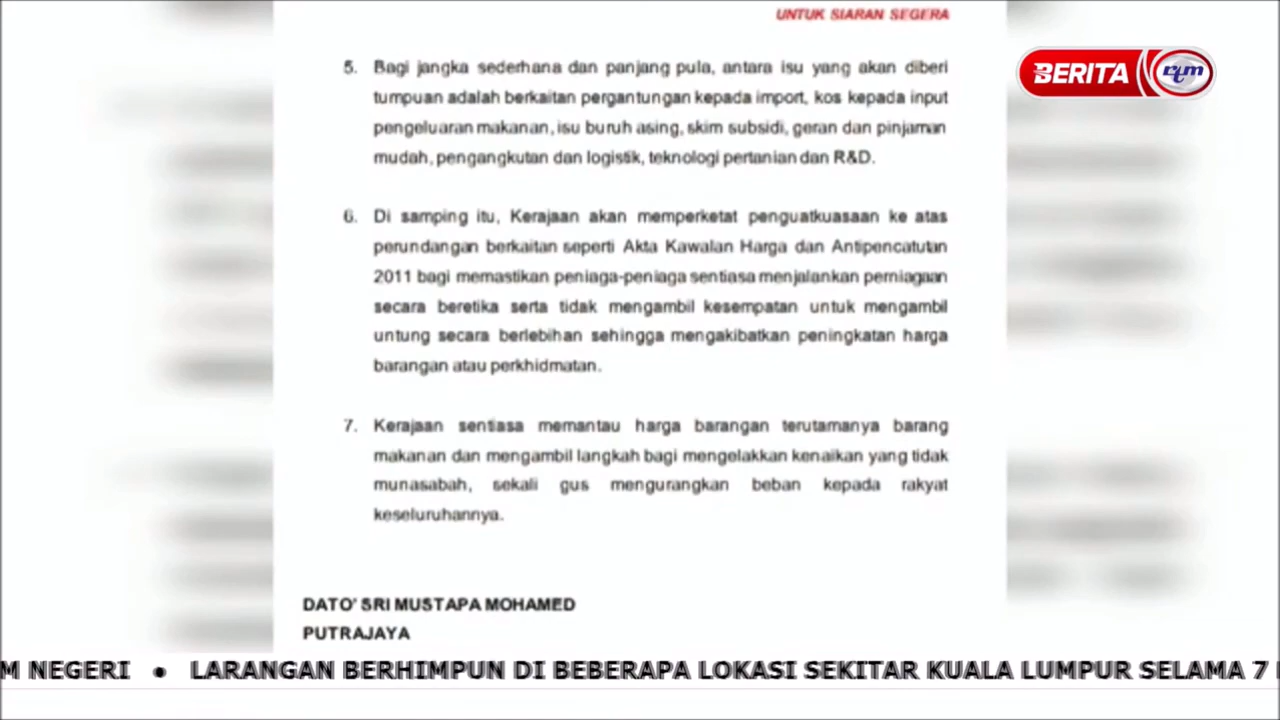 UNTUK SIARAN SEGERA
BERITA rtm
5. Bagi jangka sederhana dan panjang pula, antara isu yang akan diberi
tumpuan adalah berkaitan pergantungan kepada import, kos kepada input
pengeluaran makanan, isu buruh asing, skim subsidi, geran dan pinjaman
mudah, pengangkutan dan logistik, teknologi pertanian dan R&D.
6. Di samping itu, Kerajaan akan memperketat penguatkuasaan ke atas
perundangan berkaitan seperti Akta Kawalan Harga dan Antipencatutan
2011 bagi memastikan peniaga-peniaga sentiasa menjalankan perniagaan
secara beretika serta tidak mengambil kesempatan untuk mengambil
untung secara berlebihan sehingga mengakibatkan peningkatan harga
barangan atau perkhidmatan.
7. Kerajaan sentiasa memantau harga barangan terutamanya barang
makanan dan mengambil langkah bagi mengelakkan kenaikan yang tidak
munasabah, sekali gus mengurangkan beban kepada rakyat
keseluruhannya.
DATO' SRI MUSTAPA MOHAMED
PUTRAJAYA
M NEGERI • LARANGAN BERHIMPUN DI BEBERAPA LOKASI SEKITAR KUALA LUMPUR SELAMA 7